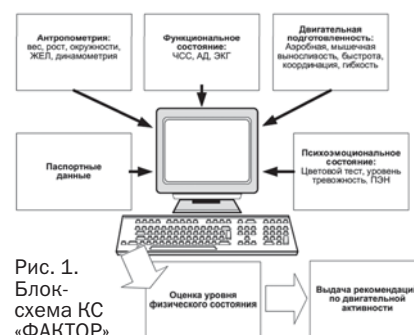 Антропометрия:
вес, рост, окружности,
ЖЕЛ, динамометрия
Функциональное
состояние:
ЧСС, АД, ЭКГ
Двигательная
подготовленность:
Аэробная, мышечная
выносливость, быстрота,
координация, гибкость
Паспортные
данные
Психоэмоциональное
состояние:
Цветовой тест, уровень
тревожность, ПЭН
Рис. 1.
Блок-
схема КС
«ФАКТОР»
Оценка уровня
физического состояния
Выдача рекомендаций
по двигательной
активности